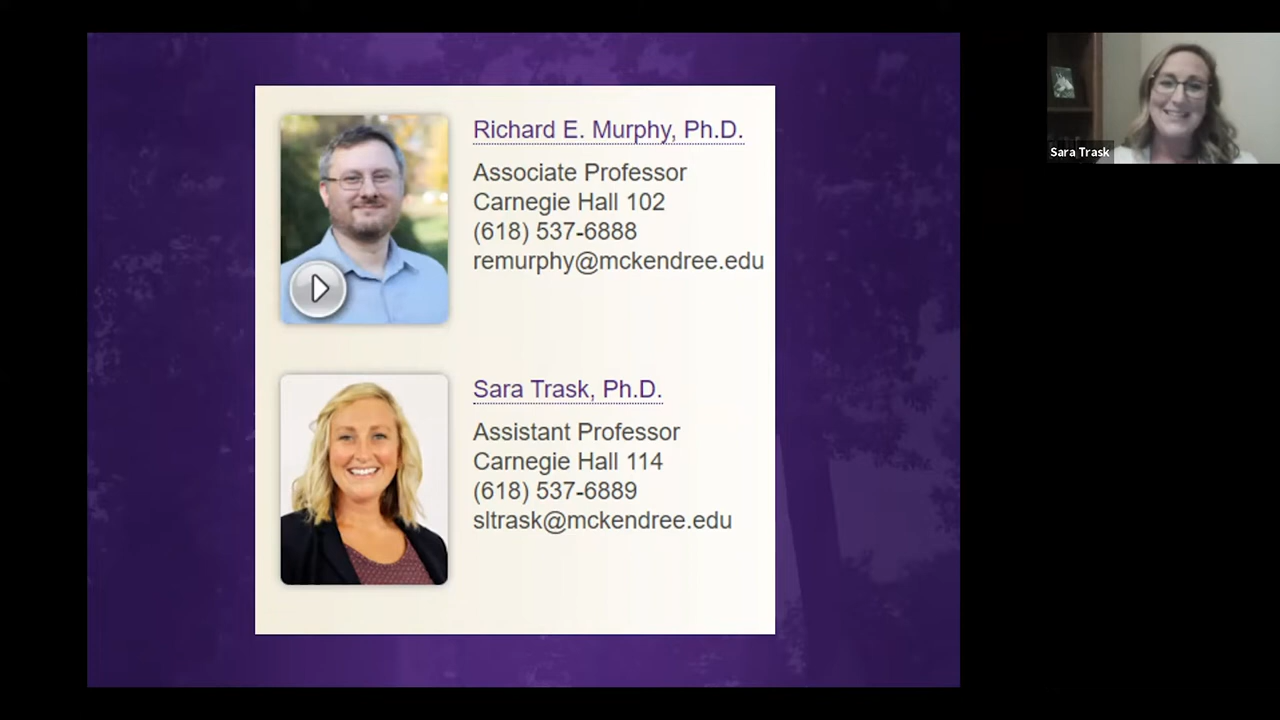 Richard E. Murphy, Ph.D.
Associate Professor
Carnegie Hall 102
(618) 537-6888
remurphy@mckendree.edu
Sara Trask, Ph.D.
Assistant Professor
Carnegie Hall 114
(618) 537-6889
sltrask@mckendree.edu
Sara Trask